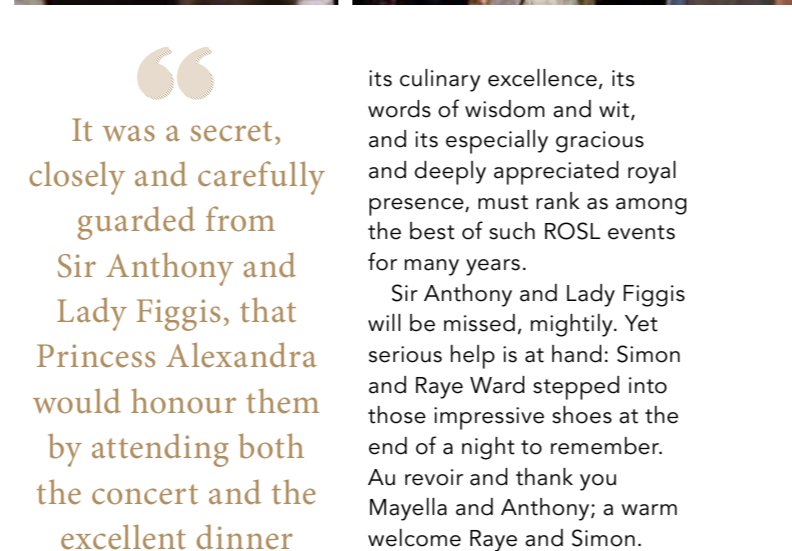 “
It was a secret,
closely and carefully
guarded from
Sir Anthony and
Lady Figgis, that
Princess Alexandra
would honour them
by attending both
the concert and the
excellent dinner
its culinary excellence, its
words of wisdom and wit,
and its especially gracious
and deeply appreciated royal
presence, must rank as among
the best of such ROSL events
for many years.
Sir Anthony and Lady Figgis
will be missed, mightily. Yet
serious help is at hand: Simon
and Raye Ward stepped into
those impressive shoes at the
end of a night to remember.
Au revoir and thank you
Mayella and Anthony; a warm
welcome Raye and Simon.